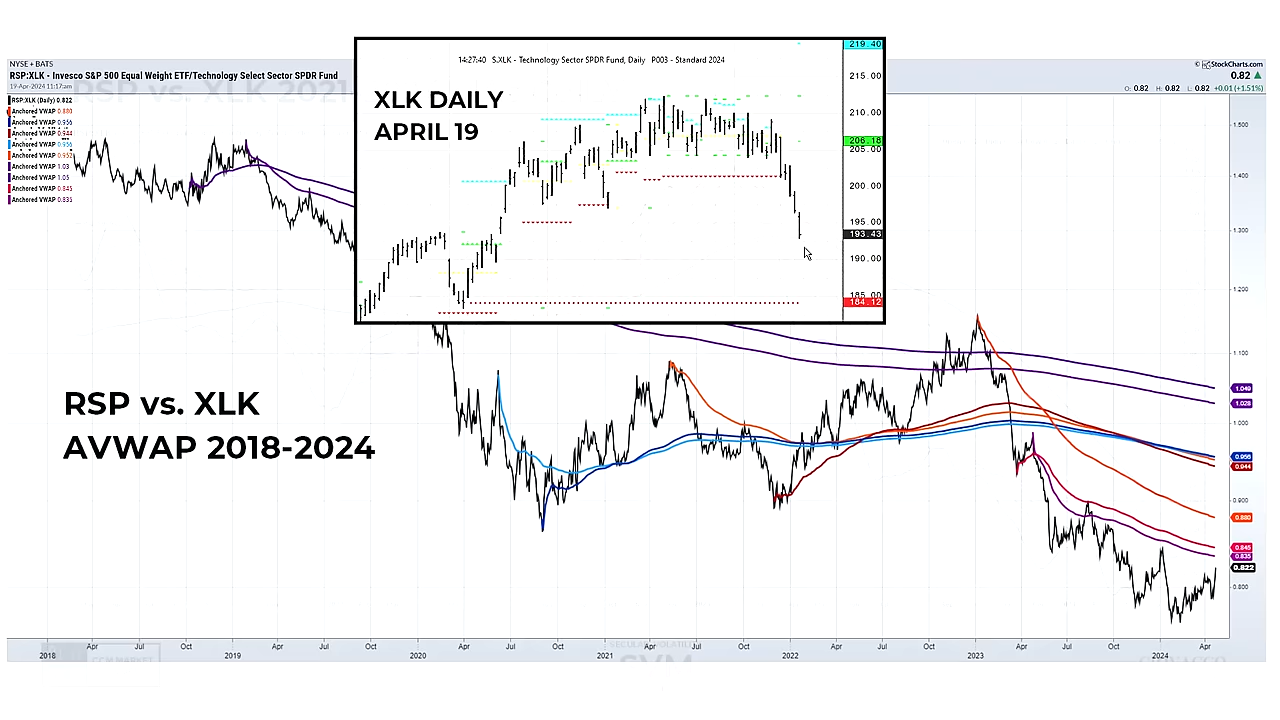 NYSE + BATS
RSP:XLK - Invesco S&P 500 Equal Weight ETF/Technology Select Sector SPDR Fund
19-Apr-2024 11:17am
© StockCharts.com
0.82 ▲
O: 0.82 H: 0.82 L: 0.82 +0.01 (+1.51%)
RSP vs. XLK 2021
RSP:XLK (Daily) 0.822
Anchored VWAP 0.880
Anchored VWAP 0.956
Anchored VWAP 0.944
Anchored VWAP 0.956
Anchored VWAP 0.952
Anchored VWAP 1.03
Anchored VWAP 1.05
Anchored VWAP 0.845
Anchored VWAP 0.835
14:27:40 S.XLK - Technology Sector SPDR Fund, Daily P003 - Standard 2024
XLK DAILY
APRIL 19
219.40
215.00
210.00
206.18
205.00
200.00
195.00
193.43
190.00
185.00
184.12
RSP vs. XLK
AVWAP 2018-2024
1.500
1.400
1.300
1.200
1.100
1.049
1.028
1.000
0.956
0.944
0.900
0.880
0.845
0.835
0.822
0.800
Apr Jul Oct Apr Jul Oct Apr Jul Oct Apr Jul Oct Apr Jul Oct Apr Jul Oct Apr
2018 2019 2020 2021 2022 2023 2024